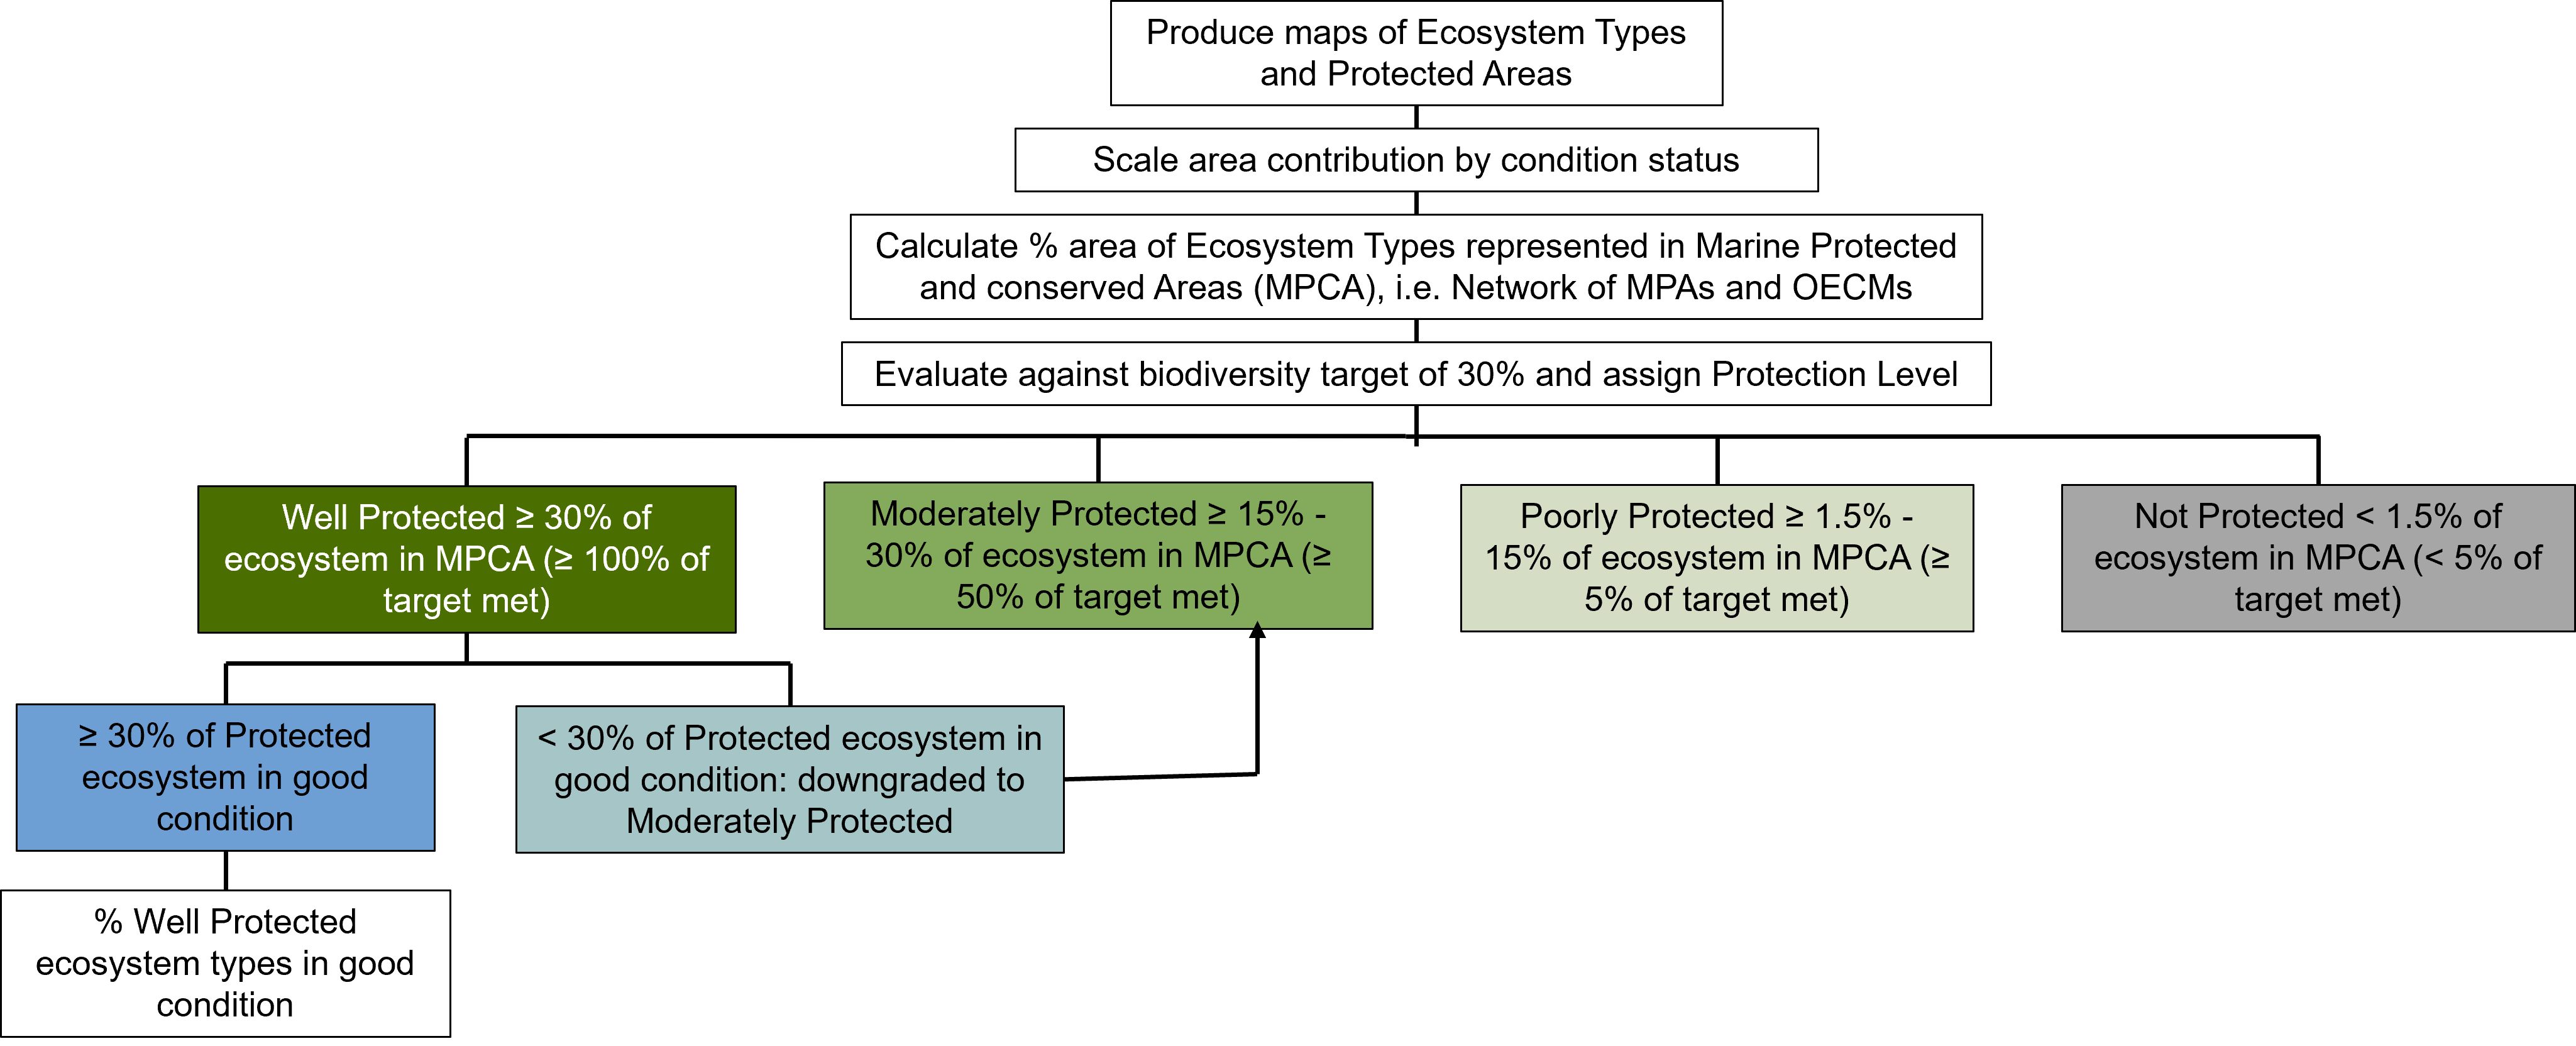 Produce maps of Ecosystem Types
and Protected Areas
Scale area contribution by condition status
Calculate % area of Ecosystem Types represented in Marine Protected
and conserved Areas (MPCA), i.e. Network of MPAs and OECMs
Evaluate against biodiversity target of 30% and assign Protection Level
Well Protected ≥ 30% of
ecosystem in MPCA (≥ 100% of
target met)
Moderately Protected ≥ 15% -
30% of ecosystem in MPCA (≥
50% of target met)
Poorly Protected ≥ 1.5% -
15% of ecosystem in MPCA (≥
5% of target met)
Not Protected < 1.5% of
ecosystem in MPCA (< 5% of
target met)
≥ 30% of Protected
ecosystem in good
condition
< 30% of Protected ecosystem in
good condition: downgraded to
Moderately Protected
% Well Protected
ecosystem types in good
condition